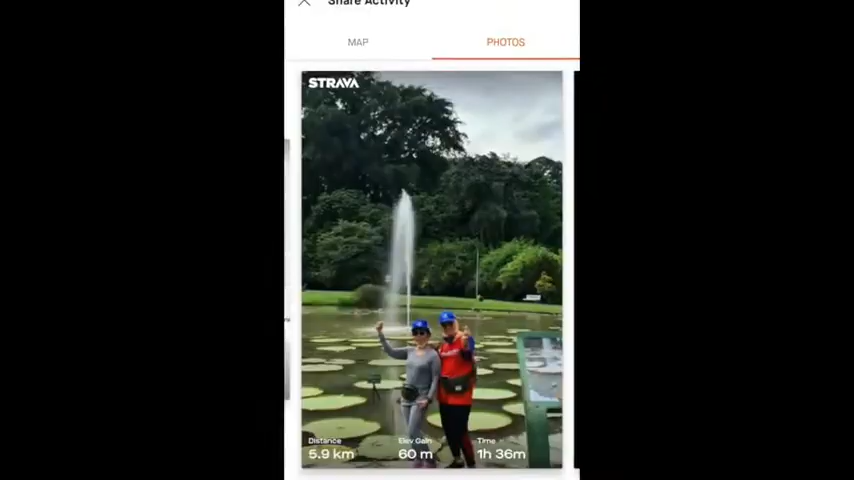 Share Activity
MAP
PHOTOS
STRAVA
Distance
Elev Gain
Time
5.9 km
60 m
1h 36m